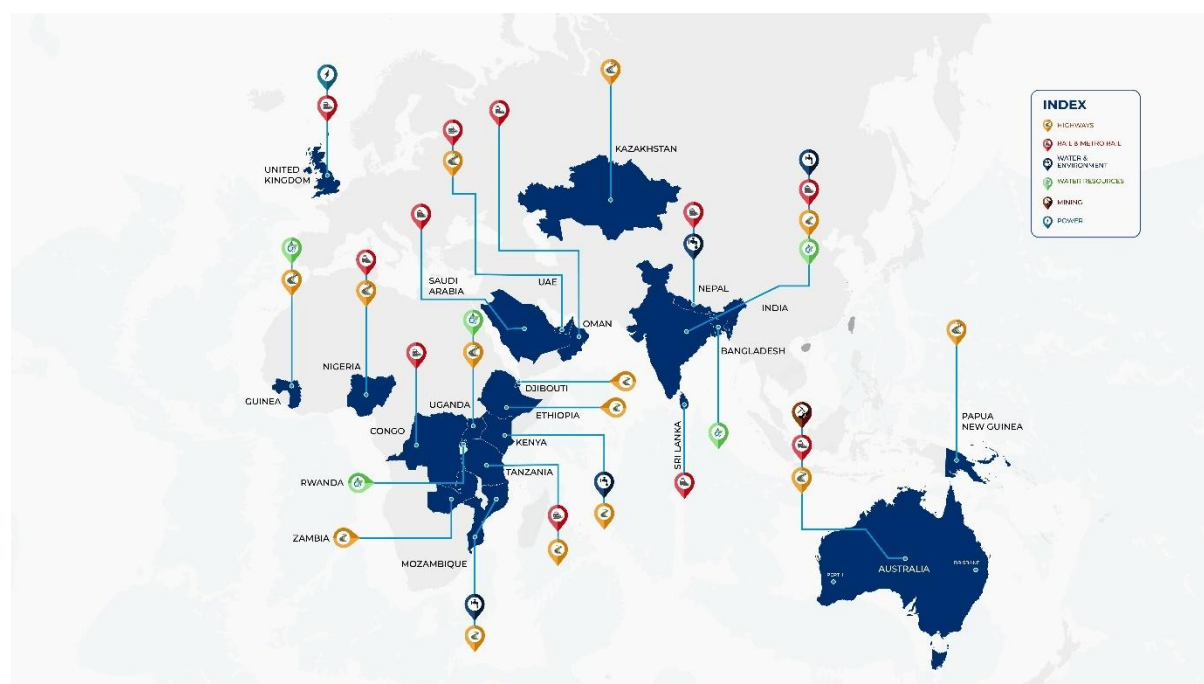 INDEX
HIGHWAYS
RAIL & METRO RAIL
WATER &
ENVIRONMENT
WATER RESOURCES
MINING
POWER
KAZAKHSTAN
UNITED
KINGDOM
SAUDI
ARABIA
UAE
OMAN
NEPAL
INDIA
BANGLADESH
NIGERIA
GUINEA
DJIBOUTI
UGANDA
ETHIOPIA
CONGO
KENYA
SRI LANKA
PAPUA
NEW GUINEA
TANZANIA
RWANDA
ZAMBIA
MOZAMBIQUE
AUSTRALIA
BRISBANE
PERTH